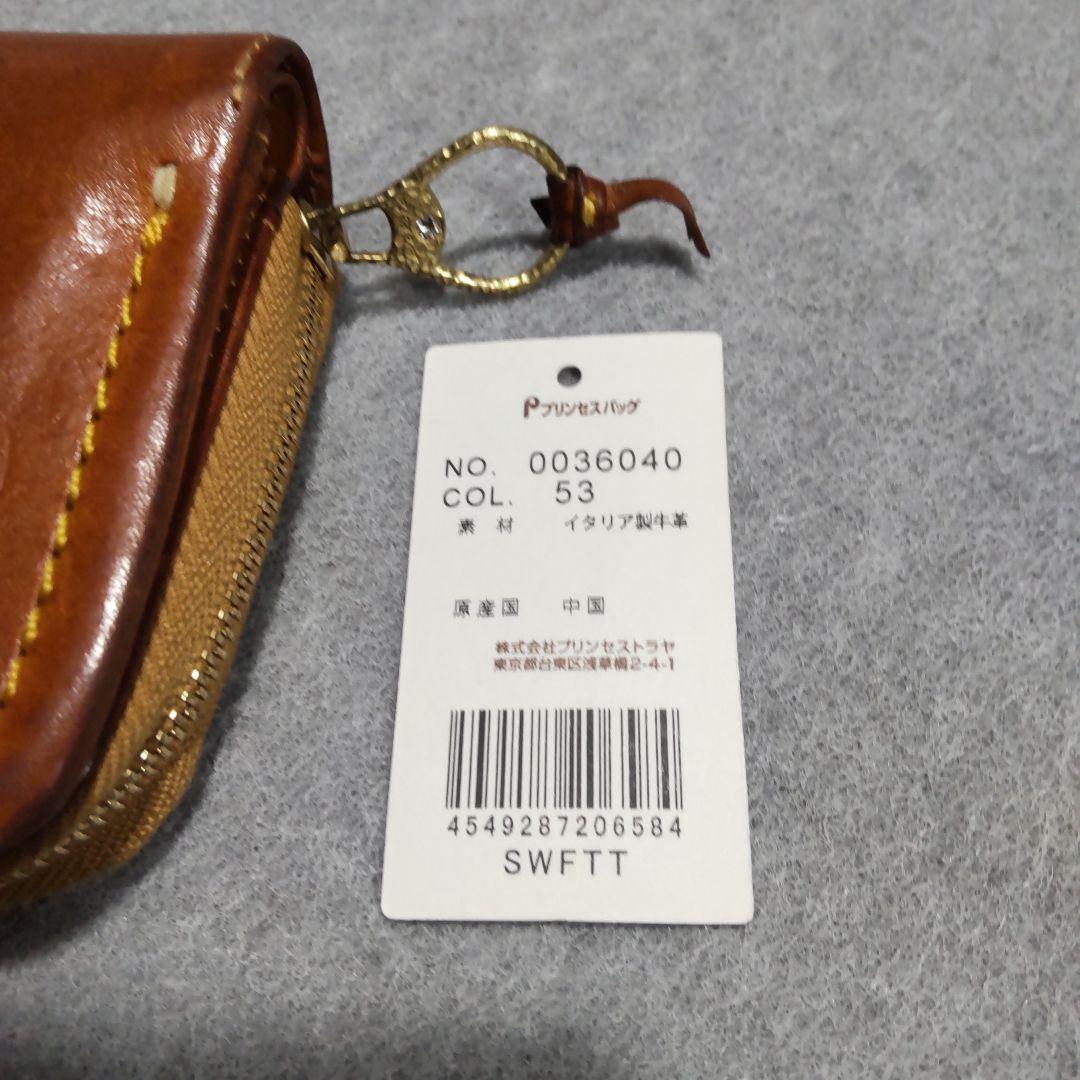 プリンセスバッグ
NO. 0036040
COL. 53
素材 イタリア製牛革
原産国 中国
株式会社プリンセストラヤ
東京都台東区浅草橋2-4-1
4549287206584
SWFTT